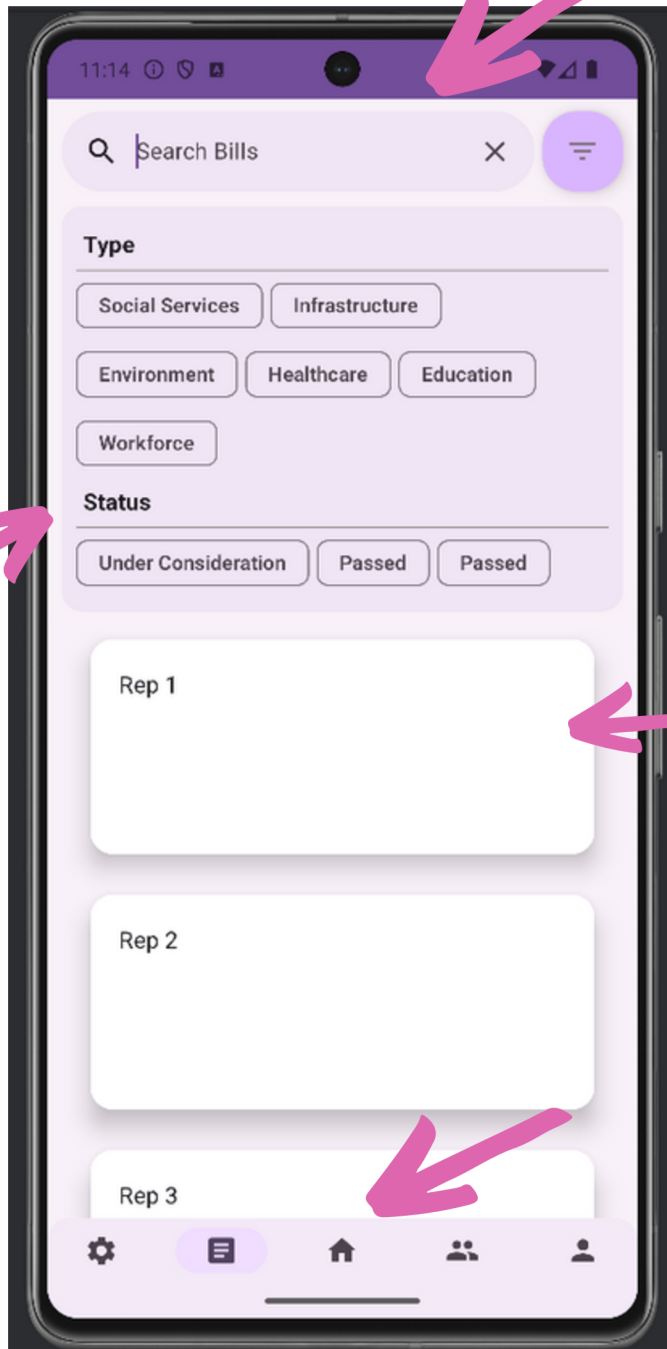 11:14
Search Bills
Type
Social Services Infrastructure
Environment Healthcare Education
Workforce
Status
Under Consideration Passed Passed
Rep 1
Rep 2
Rep 3